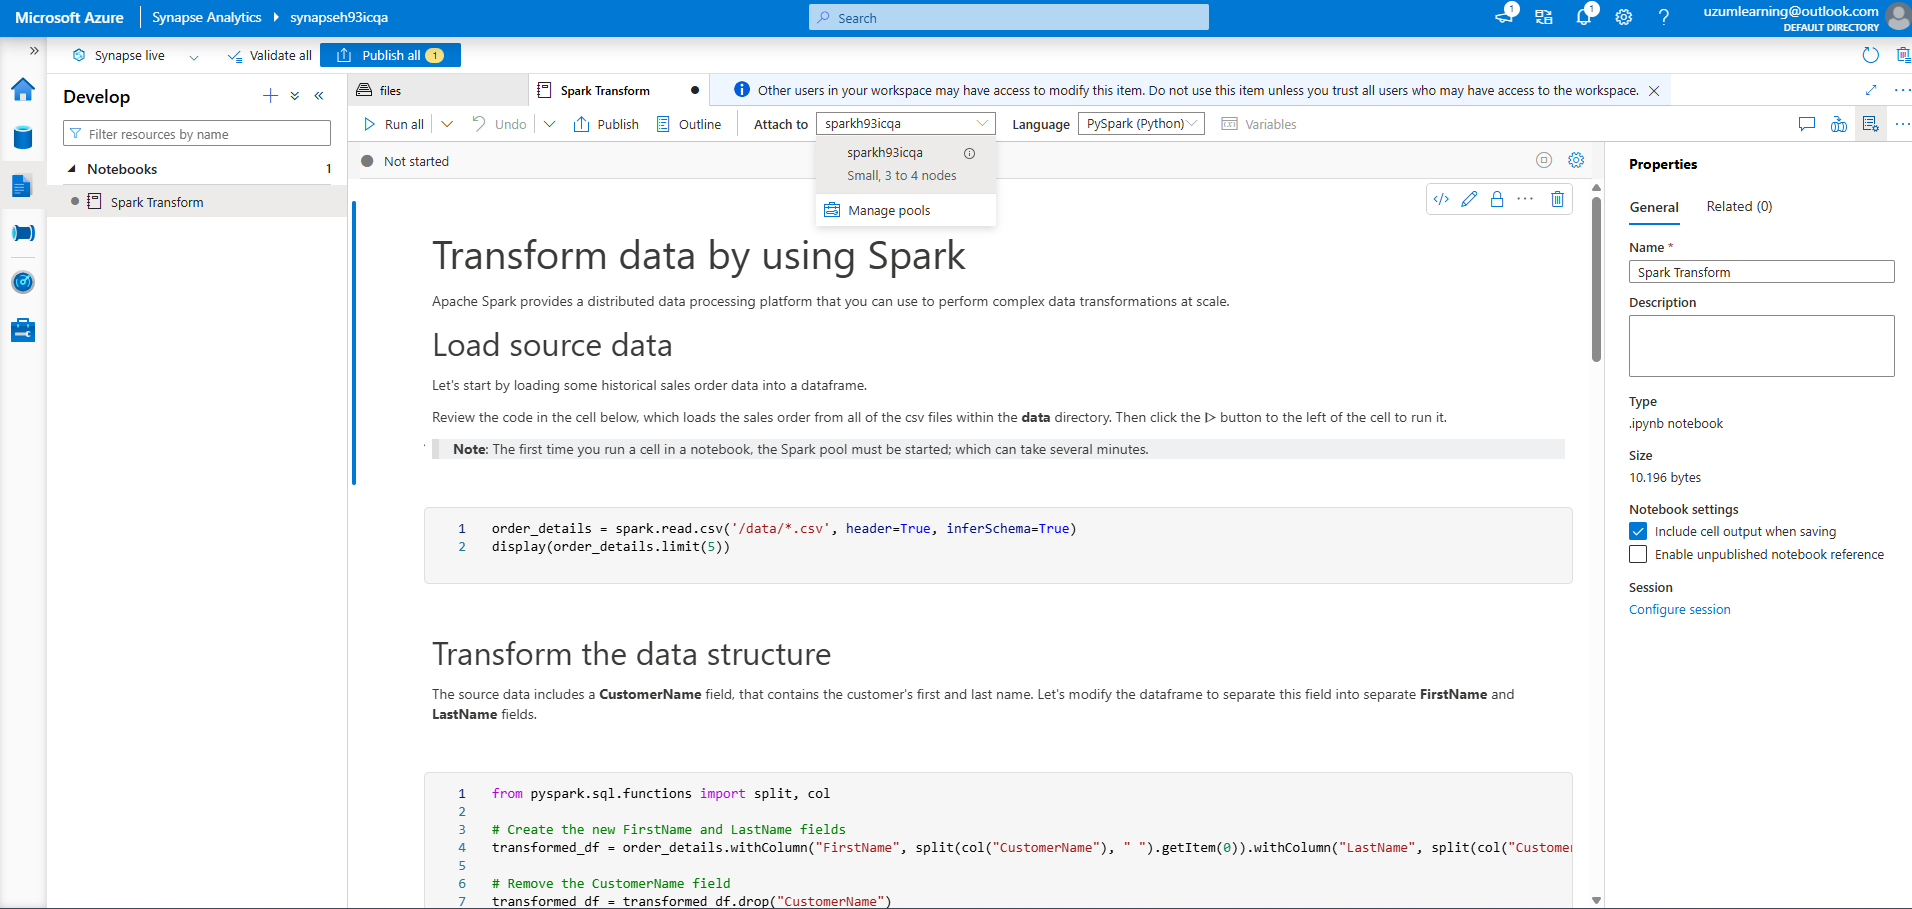 Microsoft Azure
Synapse Analytics
synapseh93icqa
Search
1
1
uzumlearning@outlook.com
DEFAULT DIRECTORY
Synapse live
Validate all
Publish all 1
Develop
Filter resources by name
Notebooks 1
Spark Transform
files
Spark Transform
Other users in your workspace may have access to modify this item. Do not use this item unless you trust all users who may have access to the workspace.
Run all
Undo
Publish
Outline
Attach to
sparkh93icqa
Language
PySpark (Python)
Variables
sparkh93icqa
Small, 3 to 4 nodes
Manage pools
Not started
Transform data by using Spark
Apache Spark provides a distributed data processing platform that you can use to perform complex data transformations at scale.
Load source data
Let's start by loading some historical sales order data into a dataframe.
Review the code in the cell below, which loads the sales order from all of the csv files within the data directory. Then click the ▷ button to the left of the cell to run it.
Note: The first time you run a cell in a notebook, the Spark pool must be started; which can take several minutes.
1 order_details = spark.read.csv('/data/*.csv', header=True, inferSchema=True)
2 display(order_details.limit(5))
Transform the data structure
The source data includes a CustomerName field, that contains the customer's first and last name. Let's modify the dataframe to separate this field into separate FirstName and
LastName fields.
1 from pyspark.sql.functions import split, col
2
3 # Create the new FirstName and LastName fields
4 transformed_df = order_details.withColumn("FirstName", split(col("CustomerName"), " ").getItem(0)).withColumn("LastName", split(col("Customer
5
6 # Remove the CustomerName field
7 transformed_df = transformed_df.drop("CustomerName")
Properties
General
Related (0)
Name *
Spark Transform
Description
Type
.ipynb notebook
Size
10.196 bytes
Notebook settings
Include cell output when saving
Enable unpublished notebook reference
Session
Configure session